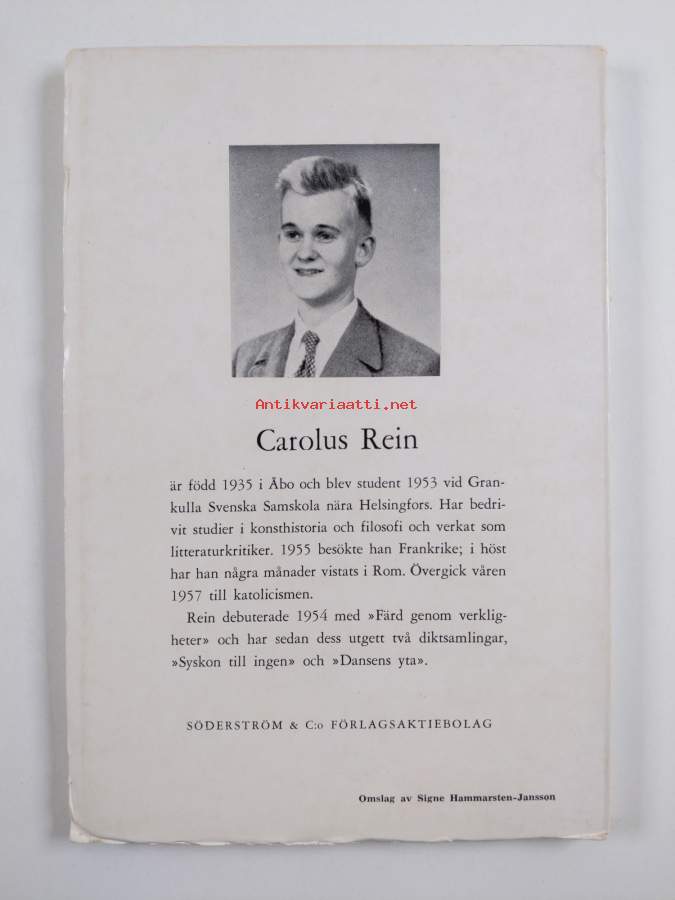 Antikvariaatti.net
Carolus Rein
är född 1935 i Åbo och blev student 1953 vid Gran-
kulla Svenska Samskola nära Helsingfors. Har bedri-
vit studier i konsthistoria och filosofi och verkat som
litteraturkritiker. 1955 besökte han Frankrike; i höst
har han några månader vistats i Rom. Övergick våren
1957 till katolicismen.
Rein debuterade 1954 med »Färd genom verklig-
heter» och har sedan dess utgett två diktsamlingar,
»Syskon till ingen» och »Dansens yta».
SÖDERSTRÖM & C:o FÖRLAGSAKTIEBOLAG
Omslag av Signe Hammarsten-Jansson